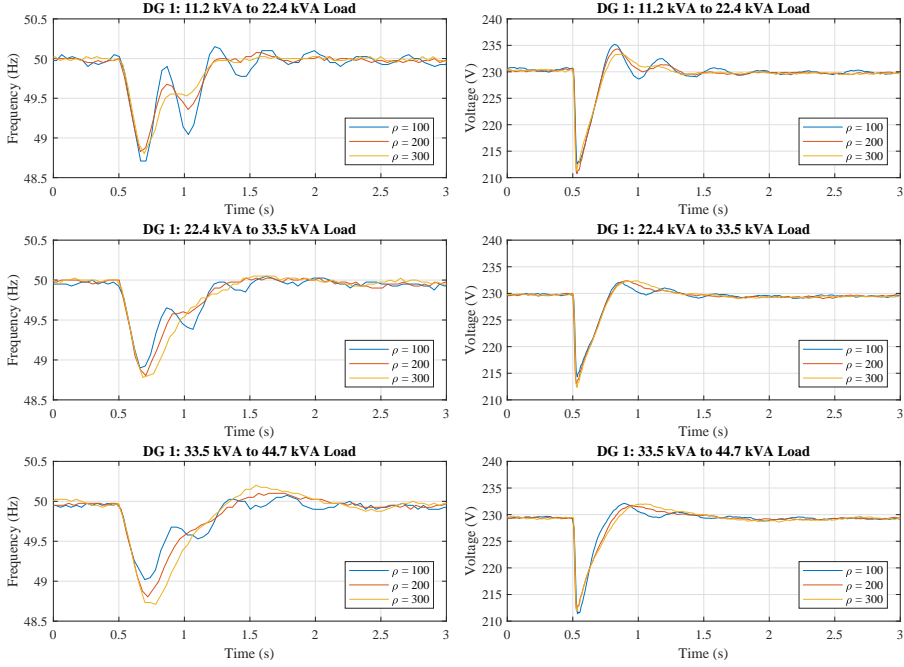 DG 1: 11.2 kVA to 22.4 kVA Load
50.5
50
49.5
49
48.5
Frequency (Hz)
ρ = 100
ρ = 200
ρ = 300
0 0.5 1 1.5 2 2.5 3
Time (s)
DG 1: 11.2 kVA to 22.4 kVA Load
240
235
230
225
220
215
210
Voltage (V)
ρ = 100
ρ = 200
ρ = 300
0 0.5 1 1.5 2 2.5 3
Time (s)
DG 1: 22.4 kVA to 33.5 kVA Load
50.5
50
49.5
49
48.5
Frequency (Hz)
ρ = 100
ρ = 200
ρ = 300
0 0.5 1 1.5 2 2.5 3
Time (s)
DG 1: 22.4 kVA to 33.5 kVA Load
240
235
230
225
220
215
210
Voltage (V)
ρ = 100
ρ = 200
ρ = 300
0 0.5 1 1.5 2 2.5 3
Time (s)
DG 1: 33.5 kVA to 44.7 kVA Load
50.5
50
49.5
49
48.5
Frequency (Hz)
ρ = 100
ρ = 200
ρ = 300
0 0.5 1 1.5 2 2.5 3
Time (s)
DG 1: 33.5 kVA to 44.7 kVA Load
240
235
230
225
220
215
210
Voltage (V)
ρ = 100
ρ = 200
ρ = 300
0 0.5 1 1.5 2 2.5 3
Time (s)